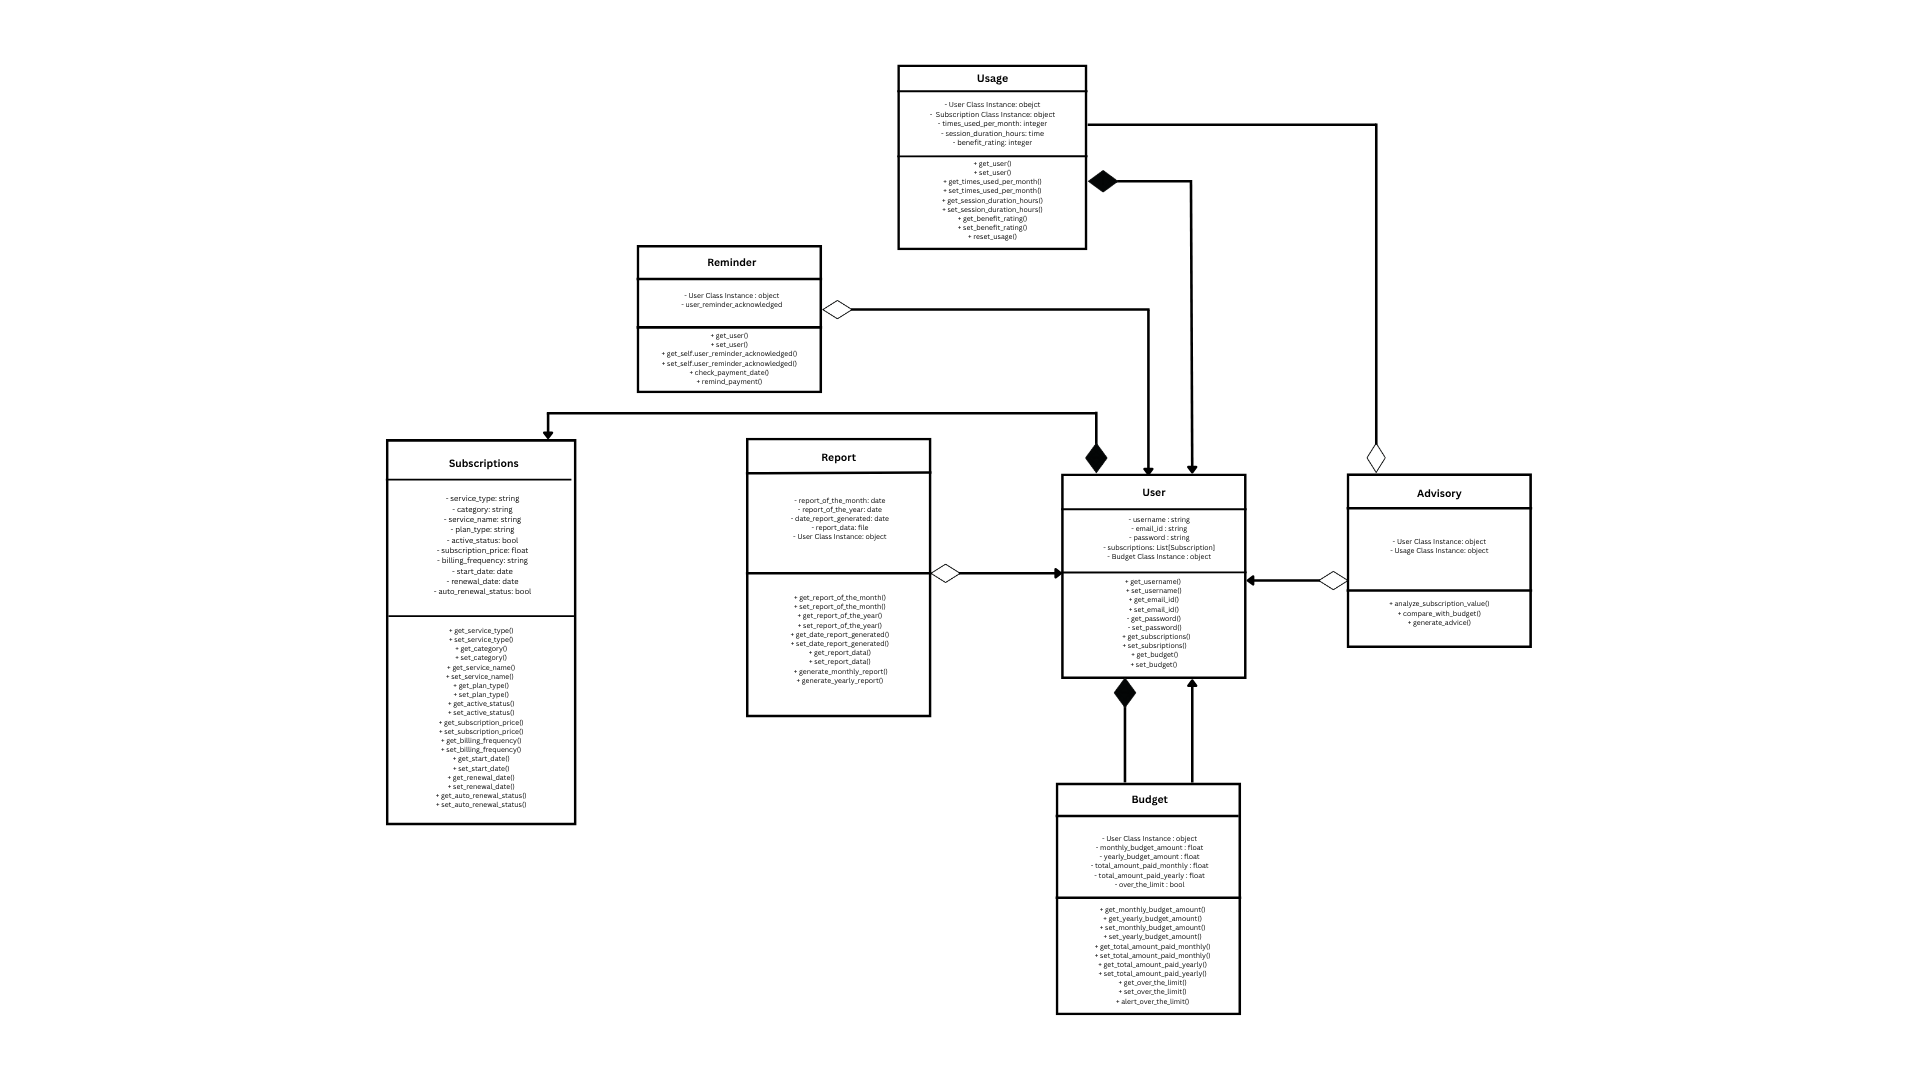 Usage
- User Class Instance: obejct
- Subscription Class Instance: object
- times_used_per_month: integer
- session_duration_hours: time
- benefit_rating: integer
+ get_user()
+ set_user()
+ get_times_used_per_month()
+ set_times_used_per_month()
+ get_session_duration_hours()
+ set_session_duration_hours()
+ get_benefit_rating()
+ set_benefit_rating()
+ reset_usage()
Reminder
- User Class Instance : object
- user_reminder_acknowledged
+ get_user()
+ set_user()
+ get_self.user_reminder_acknowledged()
+ set_self.user_reminder_acknowledged()
+ check_payment_date()
+ remind_payment()
Subscriptions
- service_type: string
- category: string
- service_name: string
- plan_type: string
- active_status: bool
- subscription_price: float
- billing_frequency: string
- start_date: date
- renewal_date: date
- auto_renewal_status: bool
+ get_service_type()
+ set_service_type()
+ get_category()
+ set_category()
+ get_service_name()
+ set_service_name()
+ get_plan_type()
+ set_plan_type()
+ get_active_status()
+ set_active_status()
+ get_subscription_price()
+ set_subscription_price()
+ get_billing_frequency()
+ set_billing_frequency()
+ get_start_date()
+ set_start_date()
+ get_renewal_date()
+ set_renewal_date()
+ get_auto_renewal_status()
+ set_auto_renewal_status()
Report
- report_of_the_month: date
- report_of_the_year: date
- date_report_generated: date
- report_data: file
- User Class Instance: object
+ get_report_of_the_month()
+ set_report_of_the_month()
+ get_report_of_the_year()
+ set_report_of_the_year()
+ get_date_report_generated()
+ set_date_report_generated()
+ get_report_data()
+ set_report_data()
+ generate_monthly_report()
+ generate_yearly_report()
User
- username : string
- email_id : string
- password : string
- subscriptions: List[Subscription]
- Budget Class Instance : object
+ get_username()
+ set_username()
+ get_email_id()
+ set_email_id()
- get_password()
- set_password()
+ get_subscriptions()
+ set_subsriptions()
+ get_budget()
+ set_budget()
Advisory
- User Class Instance: object
- Usage Class Instance: object
+ analyze_subscription_value()
+ compare_with_budget()
+ generate_advice()
Budget
- User Class Instance : object
- monthly_budget_amount : float
- yearly_budget_amount : float
- total_amount_paid_monthly : float
- total_amount_paid_yearly : float
- over_the_limit : bool
+ get_monthly_budget_amount()
+ get_yearly_budget_amount()
+ set_monthly_budget_amount()
+ set_yearly_budget_amount()
+ get_total_amount_paid_monthly()
+ set_total_amount_paid_monthly()
+ get_total_amount_paid_yearly()
+ set_total_amount_paid_yearly()
+ get_over_the_limit()
+ set_over_the_limit()
+ alert_over_the_limit()